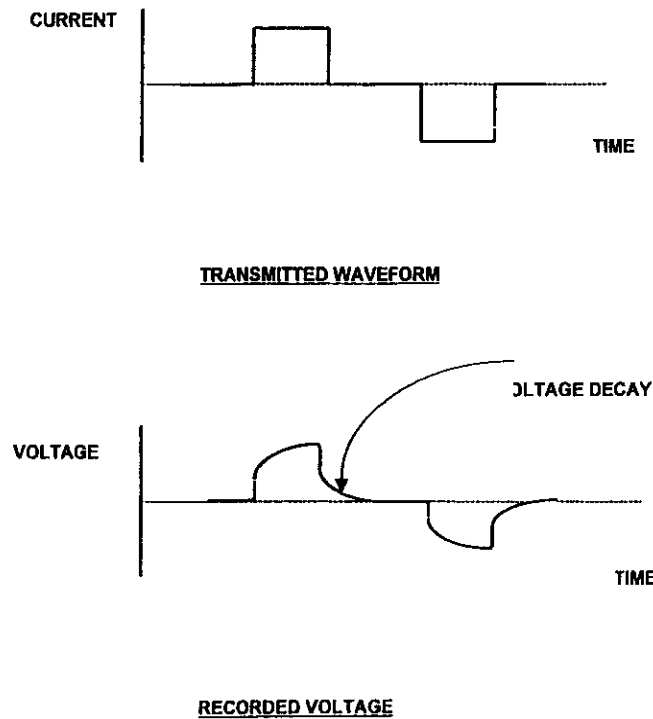 CURRENT
TIME
TRANSMITTED WAVEFORM
DECAY
VOLTAGE
TIME
RECORDED VOLTAGE